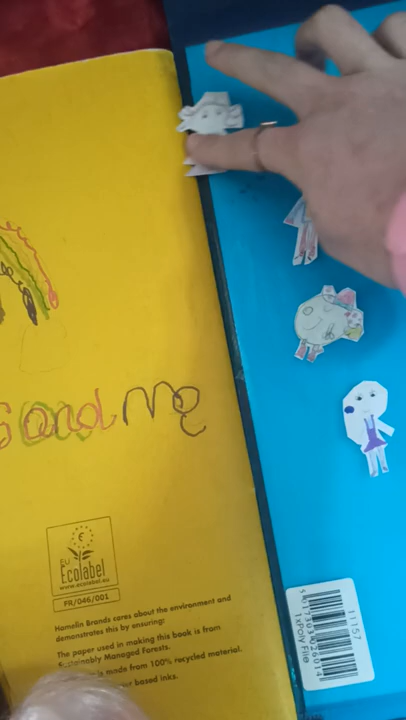 and me
EU
Ecolabel
www.ecolabel.eu
FR/046/001
Hamelin Brands cares about the environment and
demonstrates this by ensuring:
The paper used in making this book is from
Sustainably Managed Forests.
is made from 100% recycled material.
based inks.
11157
1xPoly File